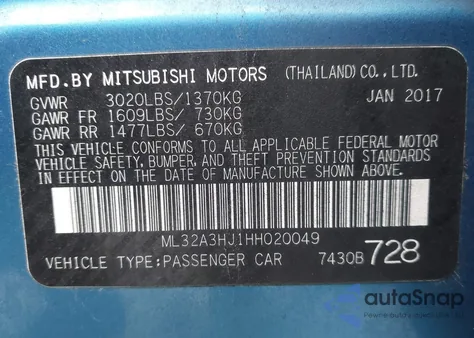 MFD.BY MITSUBISHI MOTORS (THAILAND)CO.,LTD.
GVWR 3020LBS/1370KG JAN 2017
GAWR FR 1609LBS/ 730KG
GAWR RR 1477LBS/ 670KG
THIS VEHICLE CONFORMS TO ALL APPLICABLE FEDERAL MOTOR
VEHICLE SAFETY, BUMPER, AND THEFT PREVENTION STANDARDS
IN EFFECT ON THE DATE OF MANUFACTURE SHOWN ABOVE.
ML32A3HJ1HH020049
VEHICLE TYPE:PASSENGER CAR 7430B 728
autoSnap